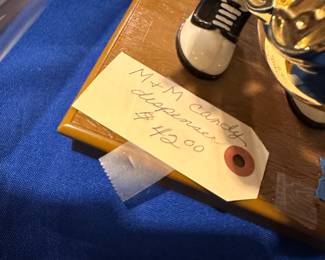 M+M candy
dispenser
$ 42.00